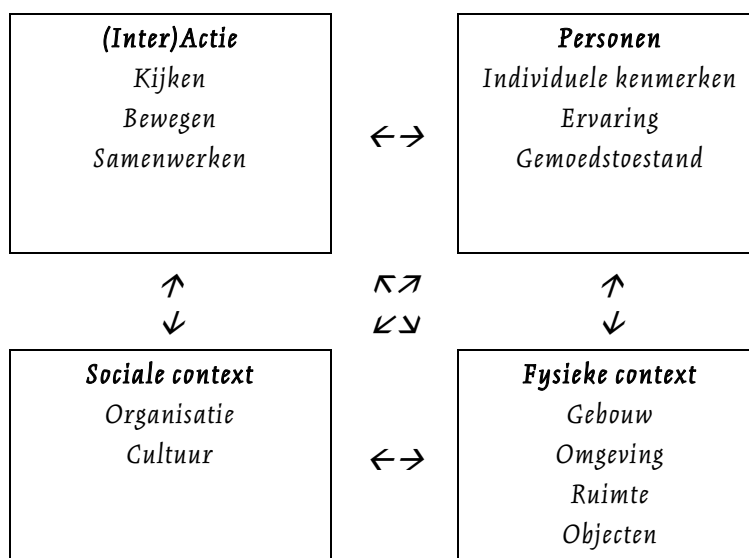 (Inter)Actie
Kijken
Bewegen
Samenwerken
Personen
Individuele kenmerken
Ervaring
Gemoedstoestand
Sociale context
Organisatie
Cultuur
Fysieke context
Gebouw
Omgeving
Ruimte
Objecten